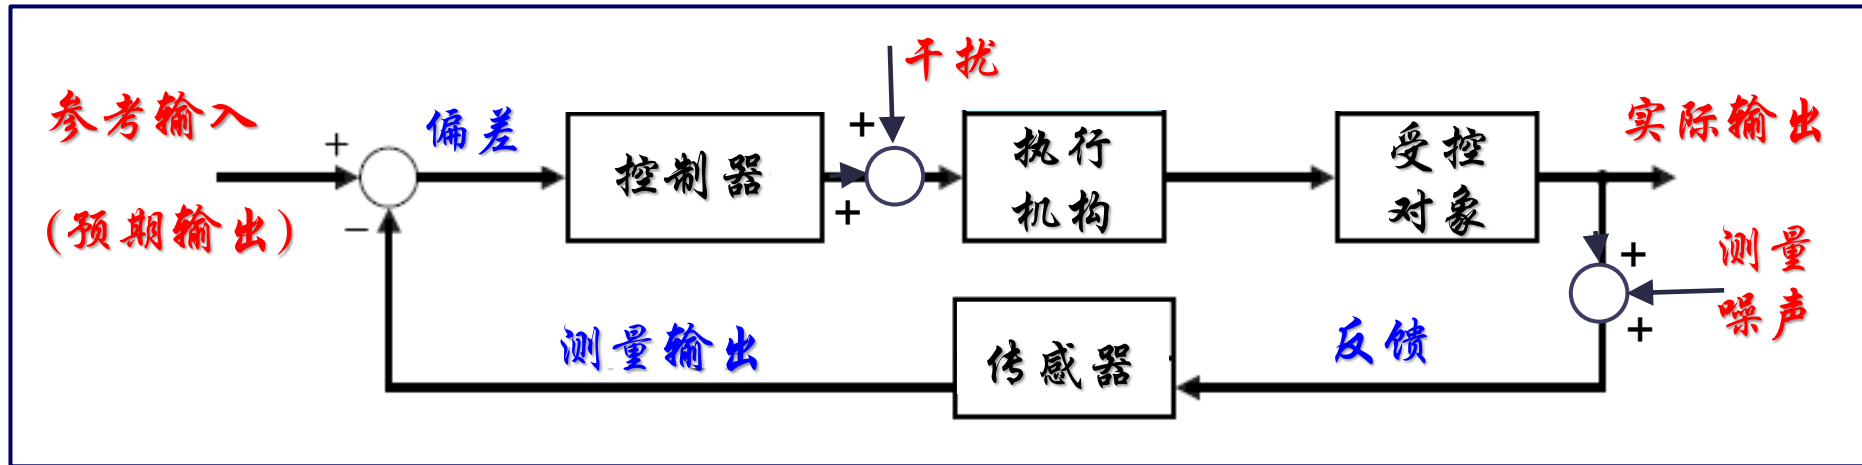 干扰
参考输入
偏差
实际输出
+
+
控制器
执行
机构
受控
对象
+
(预期输出)
−
+
测量
噪声
+
测量输出
传感器
反馈